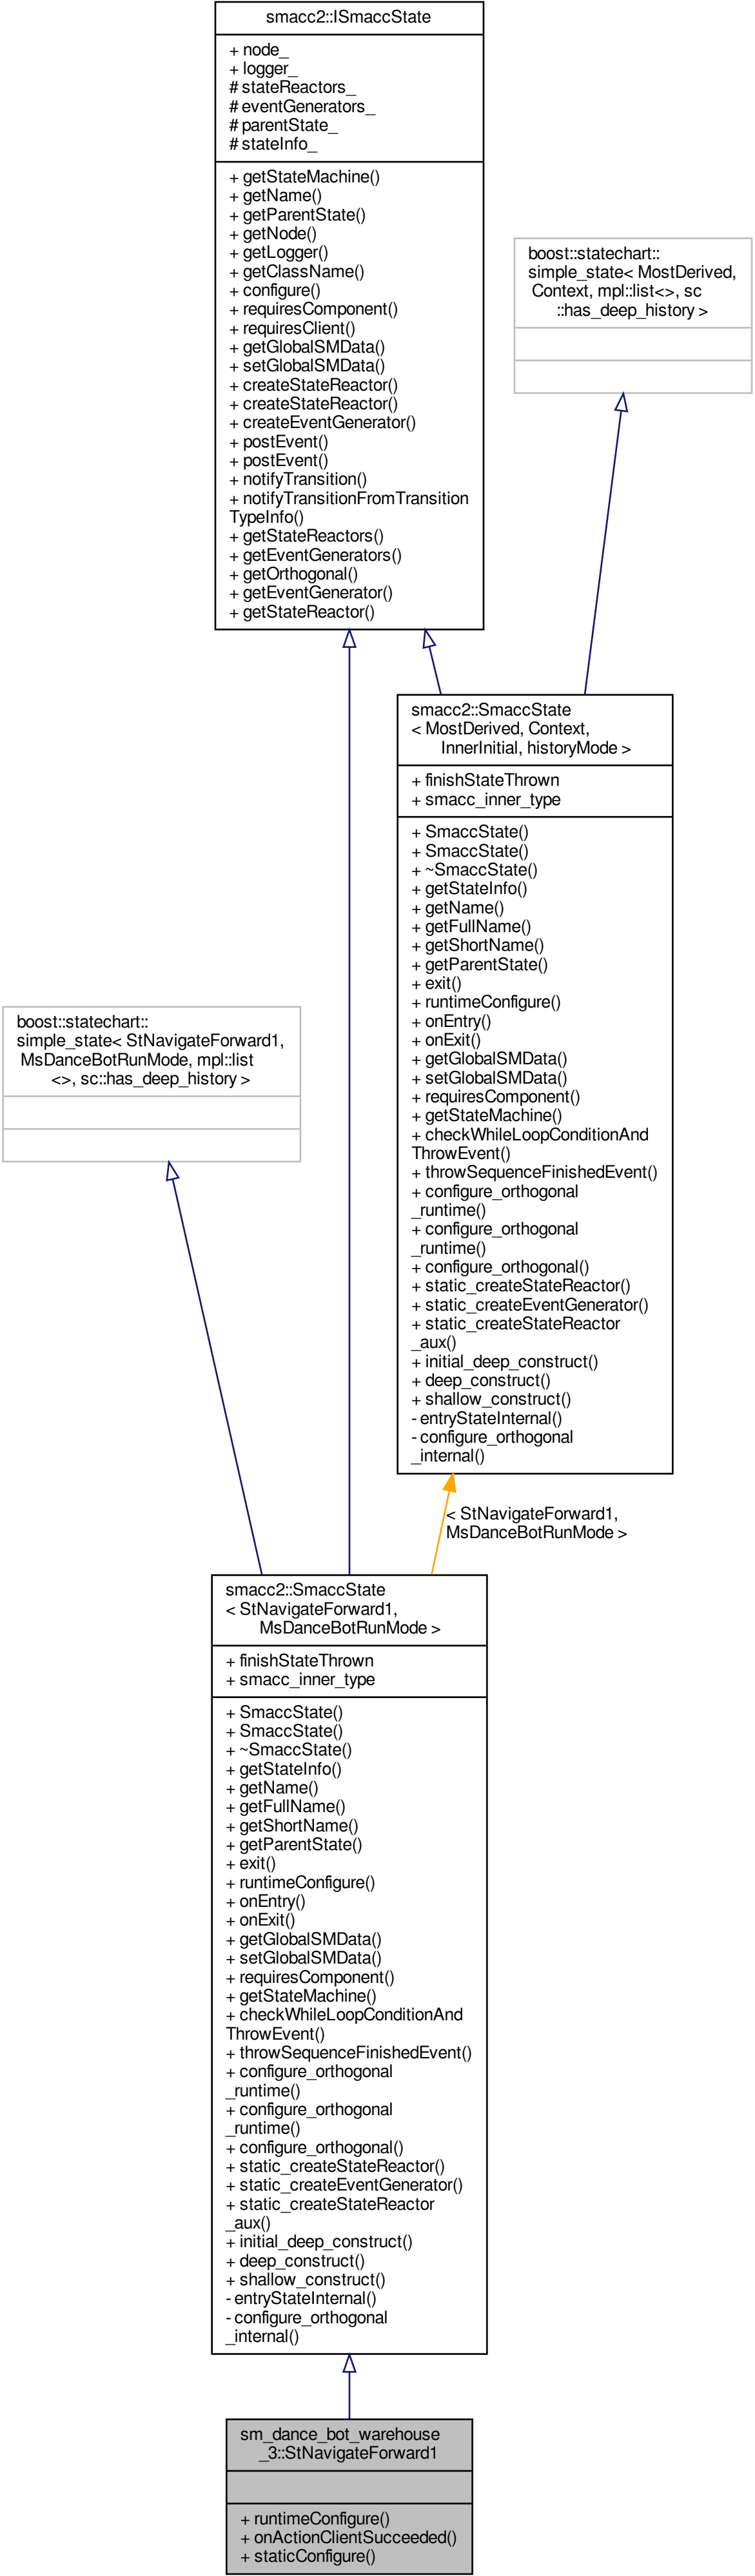 smacc2::ISmaccState
+ node_
+ logger_
# stateReactors_
# eventGenerators_
# parentState_
# stateInfo_
+ getStateMachine()
+ getName()
+ getParentState()
+ getNode()
+ getLogger()
+ getClassName()
+ configure()
+ requiresComponent()
+ requiresClient()
+ getGlobalSMData()
+ setGlobalSMData()
+ createStateReactor()
+ createStateReactor()
+ createEventGenerator()
+ postEvent()
+ postEvent()
+ notifyTransition()
+ notifyTransitionFromTransition
TypeInfo()
+ getStateReactors()
+ getEventGenerators()
+ getOrthogonal()
+ getEventGenerator()
+ getStateReactor()
boost::statechart::
simple_state< MostDerived,
Context, mpl::list<>, sc
::has_deep_history >
smacc2::SmaccState
< MostDerived, Context,
InnerInitial, historyMode >
+ finishStateThrown
+ smacc_inner_type
+ SmaccState()
+ SmaccState()
+ ~SmaccState()
+ getStateInfo()
+ getName()
+ getFullName()
+ getShortName()
+ getParentState()
+ exit()
+ runtimeConfigure()
+ onEntry()
+ onExit()
+ getGlobalSMData()
+ setGlobalSMData()
+ requiresComponent()
+ getStateMachine()
+ checkWhileLoopConditionAnd
ThrowEvent()
+ throwSequenceFinishedEvent()
+ configure_orthogonal
_runtime()
+ configure_orthogonal
_runtime()
+ configure_orthogonal()
+ static_createStateReactor()
+ static_createEventGenerator()
+ static_createStateReactor
_aux()
+ initial_deep_construct()
+ deep_construct()
+ shallow_construct()
- entryStateInternal()
- configure_orthogonal
_internal()
boost::statechart::
simple_state< StNavigateForward1,
MsDanceBotRunMode, mpl::list
<>, sc::has_deep_history >
< StNavigateForward1,
MsDanceBotRunMode >
smacc2::SmaccState
< StNavigateForward1,
MsDanceBotRunMode >
+ finishStateThrown
+ smacc_inner_type
+ SmaccState()
+ SmaccState()
+ ~SmaccState()
+ getStateInfo()
+ getName()
+ getFullName()
+ getShortName()
+ getParentState()
+ exit()
+ runtimeConfigure()
+ onEntry()
+ onExit()
+ getGlobalSMData()
+ setGlobalSMData()
+ requiresComponent()
+ getStateMachine()
+ checkWhileLoopConditionAnd
ThrowEvent()
+ throwSequenceFinishedEvent()
+ configure_orthogonal
_runtime()
+ configure_orthogonal
_runtime()
+ configure_orthogonal()
+ static_createStateReactor()
+ static_createEventGenerator()
+ static_createStateReactor
_aux()
+ initial_deep_construct()
+ deep_construct()
+ shallow_construct()
- entryStateInternal()
- configure_orthogonal
_internal()
sm_dance_bot_warehouse
_3::StNavigateForward1
+ runtimeConfigure()
+ onActionClientSucceeded()
+ staticConfigure()